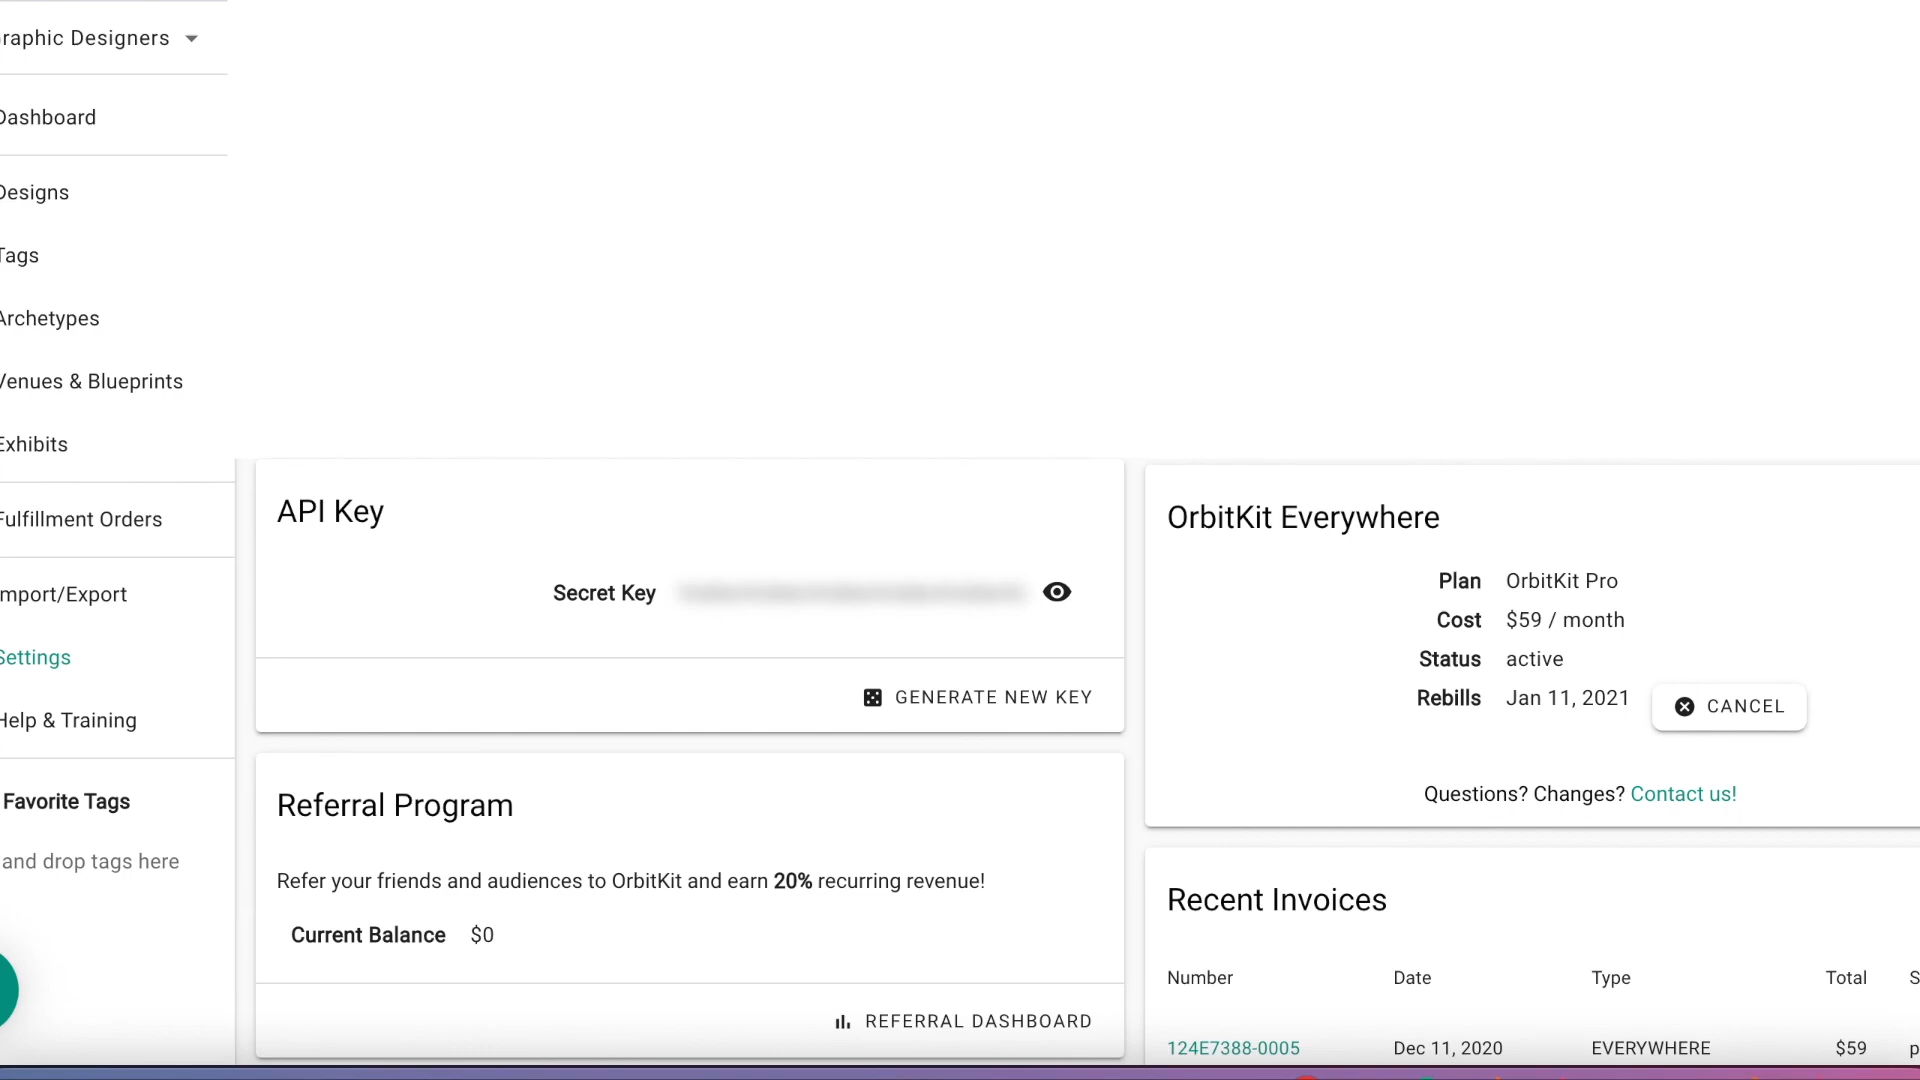 raphic Designers
Dashboard
Designs
Tags
Archetypes
Venues & Blueprints
Exhibits
Fulfillment Orders
mport/Export
Settings
Help & Training
Favorite Tags
and drop tags here
API Key
Secret Key
GENERATE NEW KEY
Referral Program
Refer your friends and audiences to OrbitKit and earn 20% recurring revenue!
Current Balance $0
REFERRAL DASHBOARD
OrbitKit Everywhere
Plan OrbitKit Pro
Cost $59 / month
Status active
Rebills Jan 11, 2021
CANCEL
Questions? Changes? Contact us!
Recent Invoices
Number Date Type Total S
124E7388-0005 Dec 11, 2020 EVERYWHERE $59 p